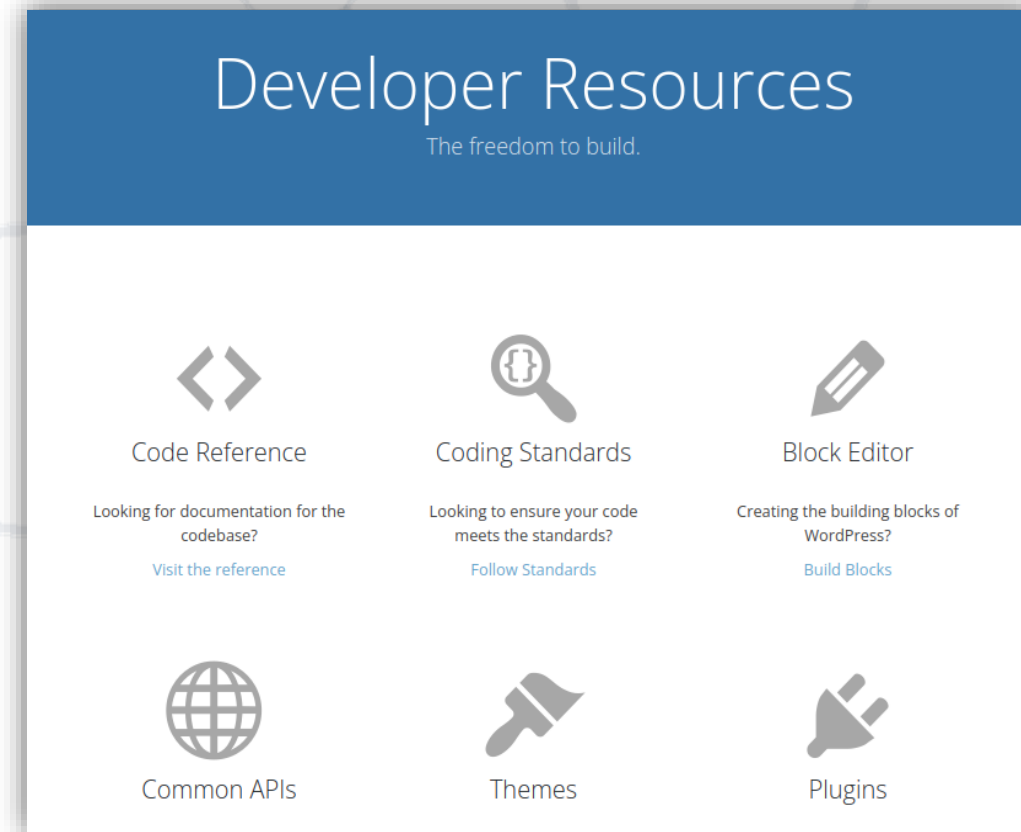 Developer Resources
The freedom to build.
{}
Code Reference
Looking for documentation for the
codebase?
Visit the reference
Coding Standards
Looking to ensure your code
meets the standards?
Follow Standards
Block Editor
Creating the building blocks of
WordPress?
Build Blocks
Common APIs
Themes
Plugins